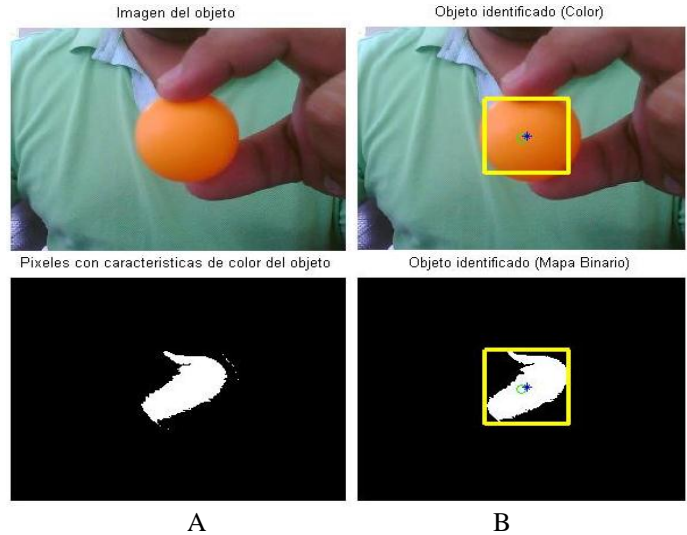 Imagen del objeto
Objeto identificado (Color)
Pixeles con caracteristicas de color del objeto
Objeto identificado (Mapa Binario)
A
B